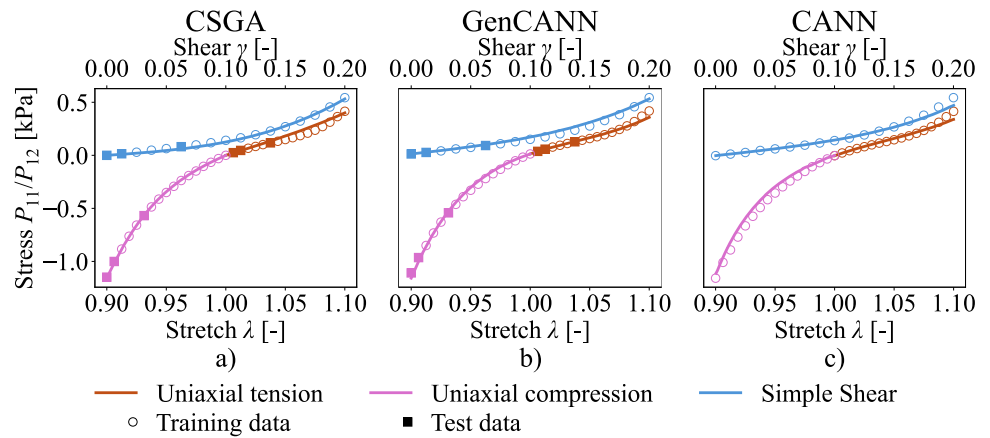 CSGA GenCANN CANN
Shear γ [-] Shear γ [-] Shear γ [-]
0.00 0.05 0.10 0.15 0.20 0.00 0.05 0.10 0.15 0.20 0.00 0.05 0.10 0.15 0.20
Stress P₁₁/P₁₂ [kPa]
0.5
0.0
−0.5
−1.0
0.90 0.95 1.00 1.05 1.10 0.90 0.95 1.00 1.05 1.10 0.90 0.95 1.00 1.05 1.10
Stretch λ [-] Stretch λ [-] Stretch λ [-]
a) b) c)
Uniaxial tension Uniaxial compression Simple Shear
Training data Test data